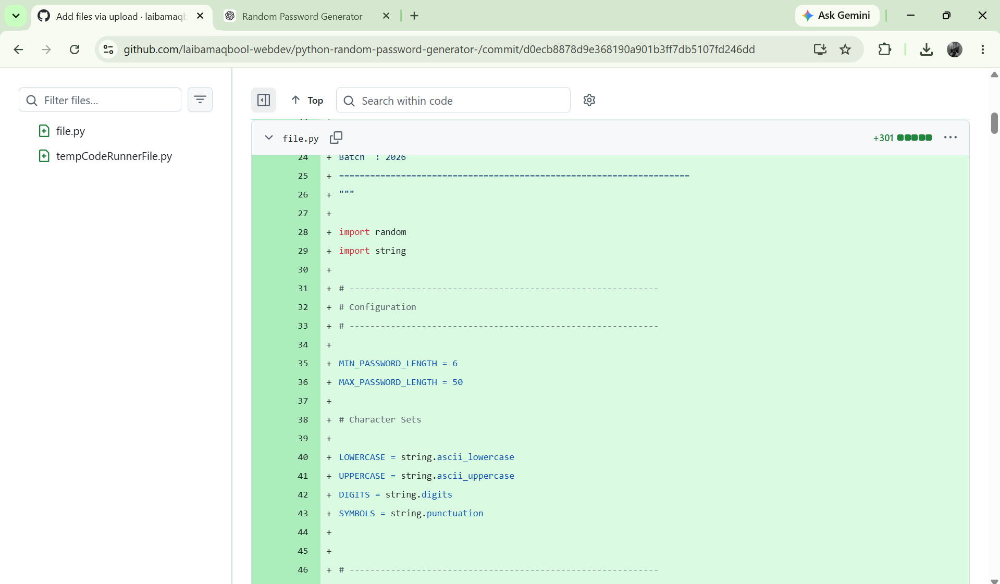 Add files via upload · laibamaqb
Random Password Generator
Ask Gemini
github.com/laibamaqbool-webdev/python-random-password-generator-/commit/d0ecb8878d9e368190a901b3ff7db5107fd246dd
Filter files...
file.py
tempCodeRunnerFile.py
Top
Search within code
file.py
+301
24 + Batch : 2026
25 + ====================================================================
26 + """
27 +
28 + import random
29 + import string
30 +
31 + # ------------------------------------------------------------
32 + # Configuration
33 + # ------------------------------------------------------------
34 +
35 + MIN_PASSWORD_LENGTH = 6
36 + MAX_PASSWORD_LENGTH = 50
37 +
38 + # Character Sets
39 +
40 + LOWERCASE = string.ascii_lowercase
41 + UPPERCASE = string.ascii_uppercase
42 + DIGITS = string.digits
43 + SYMBOLS = string.punctuation
44 +
45 +
46 + # ------------------------------------------------------------